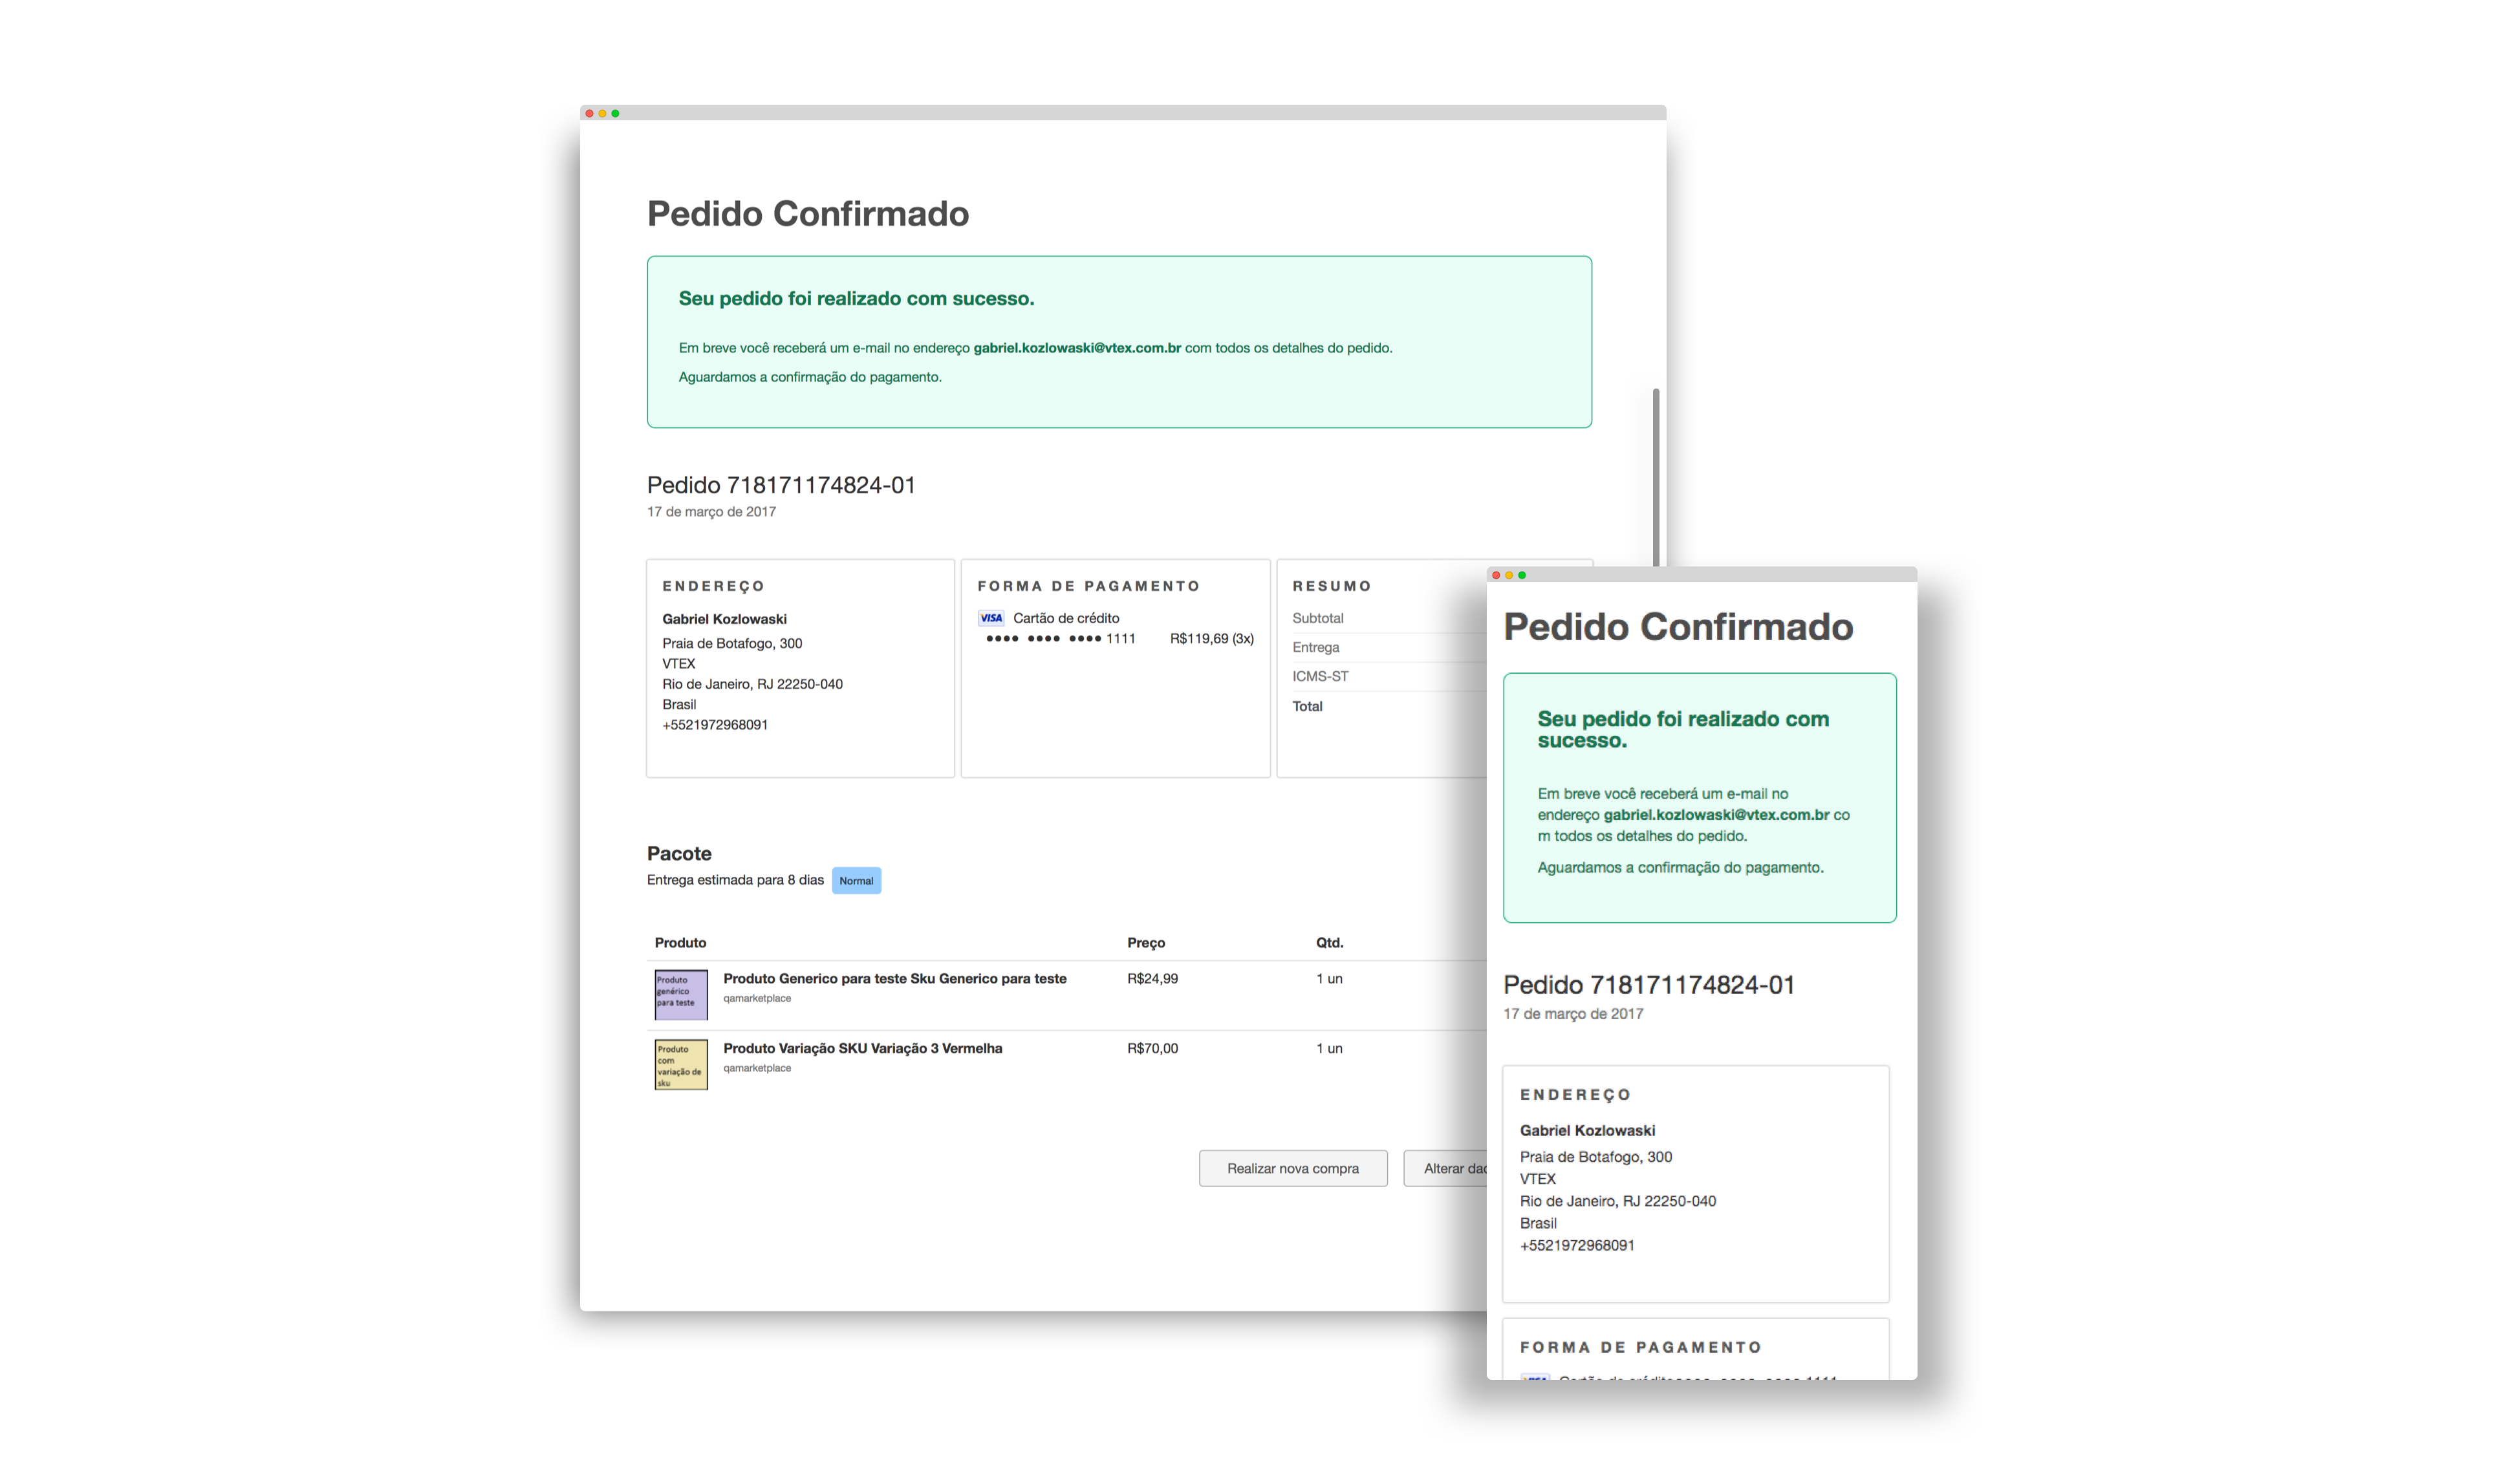 Pedido Confirmado
Seu pedido foi realizado com sucesso.
Em breve você receberá um e-mail no endereço gabriel.kozlowaski@vtex.com.br com todos os detalhes do pedido.
Aguardamos a confirmação do pagamento.
Pedido 718171174824-01
17 de março de 2017
ENDEREÇO
Gabriel Kozlowaski
Praia de Botafogo, 300
VTEX
Rio de Janeiro, RJ 22250-040
Brasil
+5521972968091
FORMA DE PAGAMENTO
VISA Cartão de crédito
•••• •••• •••• 1111 R$119,69 (3x)
RESUMO
Subtotal
Entrega
ICMS-ST
Total
Pacote
Entrega estimada para 8 dias Normal
Produto Preço Qtd.
Produto
genérico
para teste
Produto Generico para teste Sku Generico para teste R$24,99 1 un
qamarketplace
Produto
com
variação de
sku
Produto Variação SKU Variação 3 Vermelha R$70,00 1 un
qamarketplace
Realizar nova compra Alterar
Pedido Confirmado
Seu pedido foi realizado com
sucesso.
Em breve você receberá um e-mail no
endereço gabriel.kozlowaski@vtex.com.br co
m todos os detalhes do pedido.
Aguardamos a confirmação do pagamento.
Pedido 718171174824-01
17 de março de 2017
ENDEREÇO
Gabriel Kozlowaski
Praia de Botafogo, 300
VTEX
Rio de Janeiro, RJ 22250-040
Brasil
+5521972968091
FORMA DE PAGAMENTO